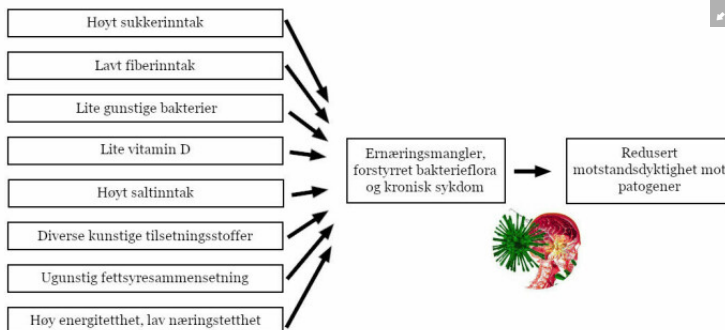 Høyt sukkerinntak
Lavt fiberinntak
Lite gunstige bakterier
Lite vitamin D
Høyt saltinntak
Diverse kunstige tilsetningsstoffer
Ugunstig fettsyresammensetning
Høy energitetthet, lav næringstetthet
Ernæringsmangler,
forstyrret bakterieflora
og kronisk sykdom
Redusert
motstandsdyktighet mot
patogener